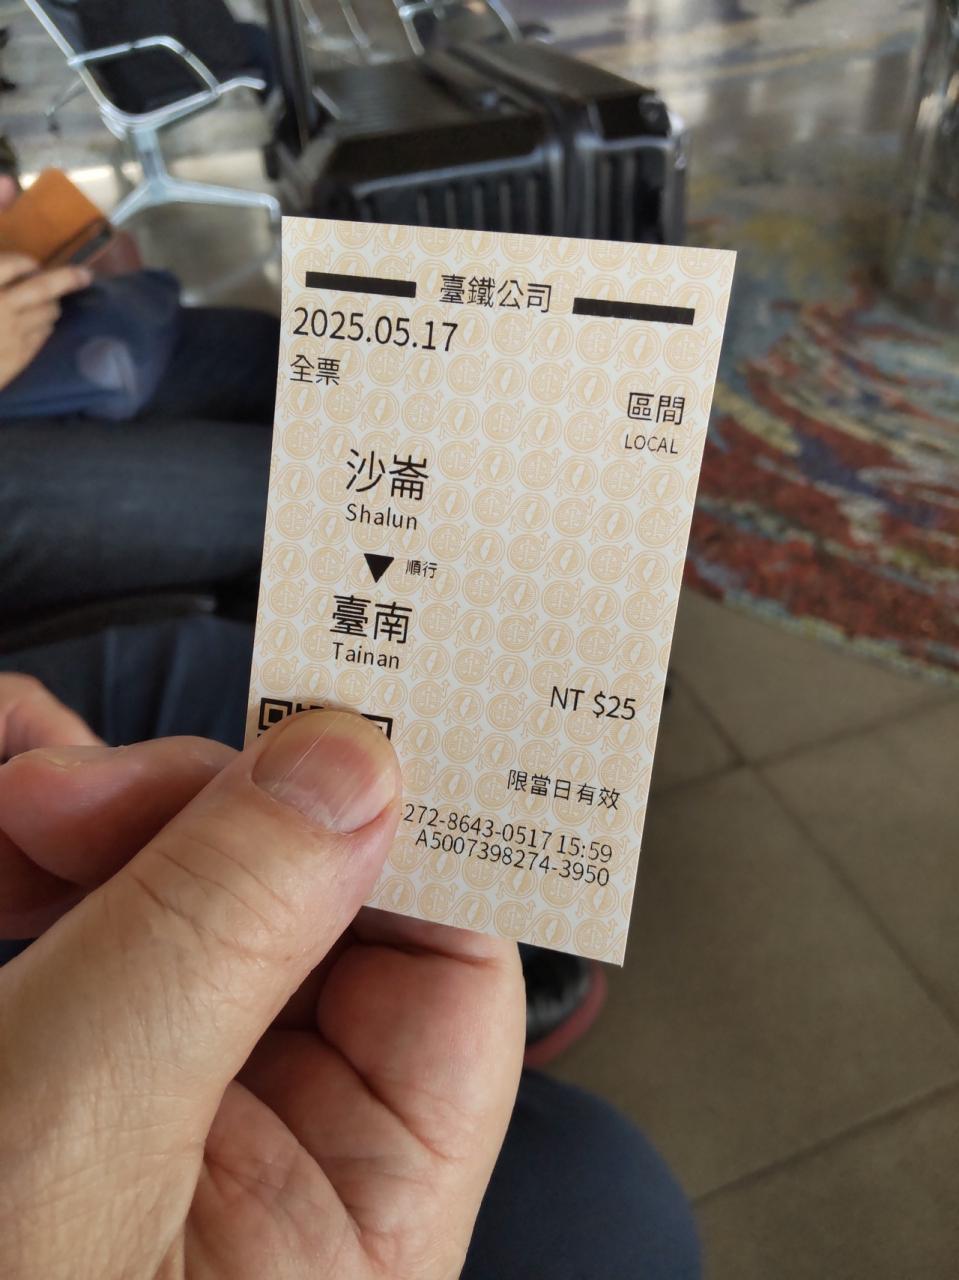 臺鐵公司
2025.05.17
全票
區間
LOCAL
沙崙
Shalun
順行
臺南
Tainan
NT $25
限當日有效
272-8643-0517 15:59
A5007398274-3950